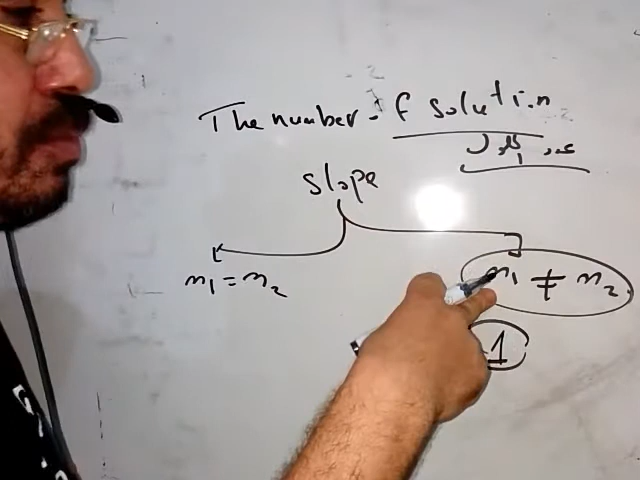 The number of solution
عدد الحلول
slope
m₁ = m₂
m₁ ≠ m₂
1